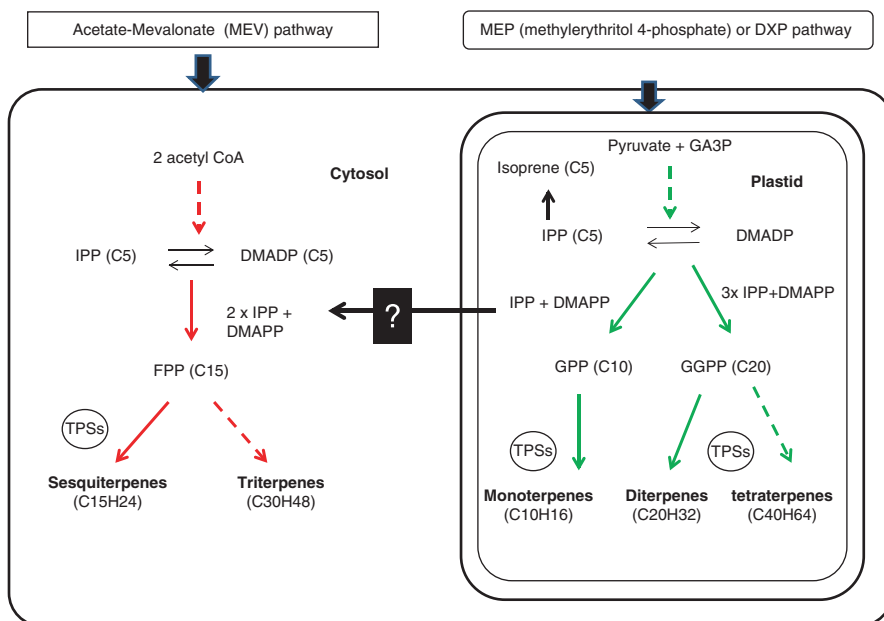 Acetate-Mevalonate (MEV) pathway
MEP (methylerythritol 4-phosphate) or DXP pathway
2 acetyl CoA
Cytosol
IPP (C5)
DMADP (C5)
2 x IPP +
DMAPP
FPP (C15)
TPSs
Sesquiterpenes
(C15H24)
Triterpenes
(C30H48)
?
Pyruvate + GA3P
Isoprene (C5)
Plastid
IPP (C5)
DMADP
IPP + DMAPP
3x IPP+DMAPP
GPP (C10)
GGPP (C20)
TPSs
TPSs
Monoterpenes
(C10H16)
Diterpenes
(C20H32)
tetraterpenes
(C40H64)